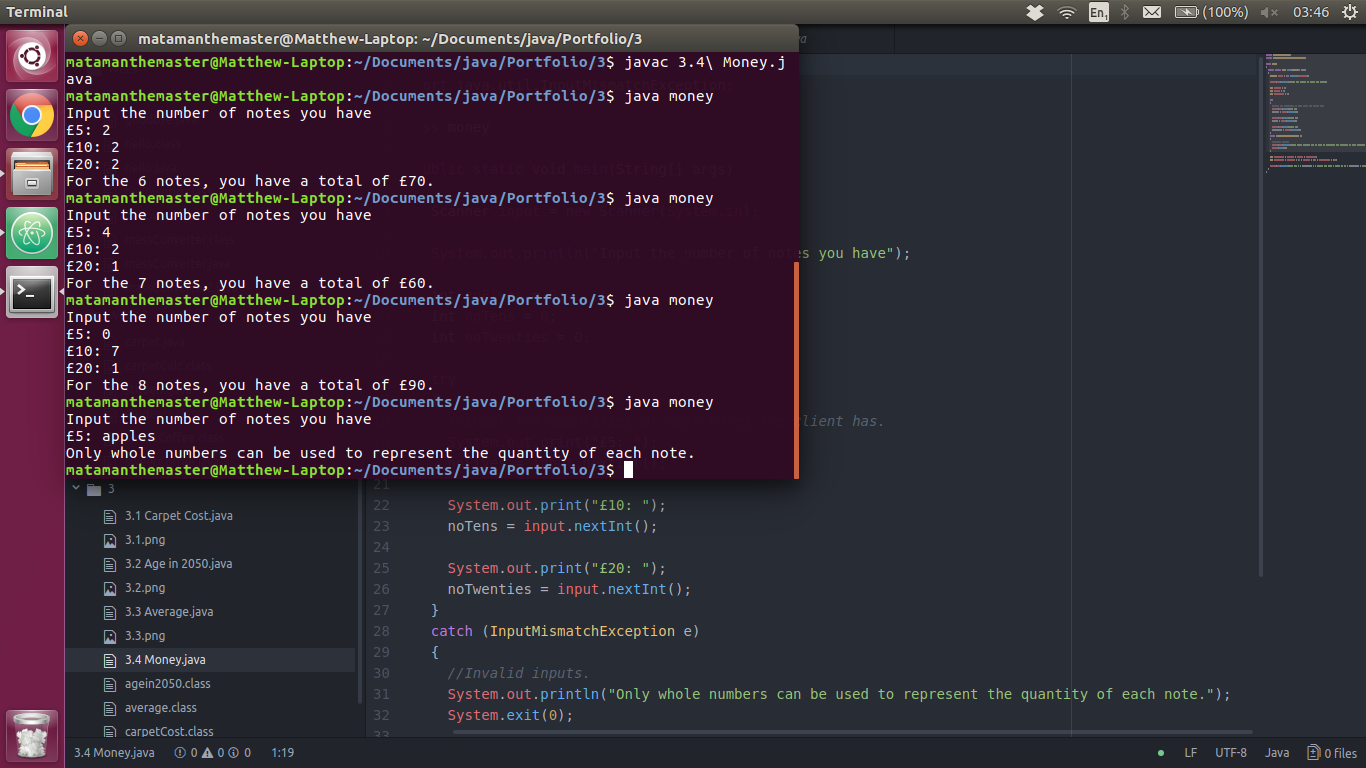 Terminal
En1
(100%)
03:46
matamanthemaster@Matthew-Laptop: ~/Documents/java/Portfolio/3
matamanthemaster@Matthew-Laptop:~/Documents/java/Portfolio/3$ javac 3.4\ Money.j
ava
matamanthemaster@Matthew-Laptop:~/Documents/java/Portfolio/3$ java money
Input the number of notes you have
£5: 2
£10: 2
£20: 2
For the 6 notes, you have a total of £70.
matamanthemaster@Matthew-Laptop:~/Documents/java/Portfolio/3$ java money
Input the number of notes you have
£5: 4
£10: 2
£20: 1
For the 7 notes, you have a total of £60.
matamanthemaster@Matthew-Laptop:~/Documents/java/Portfolio/3$ java money
Input the number of notes you have
£5: 0
£10: 7
£20: 1
For the 8 notes, you have a total of £90.
matamanthemaster@Matthew-Laptop:~/Documents/java/Portfolio/3$ java money
Input the number of notes you have
£5: apples
Only whole numbers can be used to represent the quantity of each note.
matamanthemaster@Matthew-Laptop:~/Documents/java/Portfolio/3$
s you have");
client has.
3
3.1 Carpet Cost.java
3.1.png
3.2 Age in 2050.java
3.2.png
3.3 Average.java
3.3.png
3.4 Money.java
agein2050.class
average.class
carpetCost.class
21
22 System.out.print("£10: ");
23 noTens = input.nextInt();
24
25 System.out.print("£20: ");
26 noTwenties = input.nextInt();
27 }
28 catch (InputMismatchException e)
29 {
30 //Invalid inputs.
31 System.out.println("Only whole numbers can be used to represent the quantity of each note.");
32 System.exit(0);
33
3.4 Money.java 0 0 0 1:19
LF UTF-8 Java 0 files